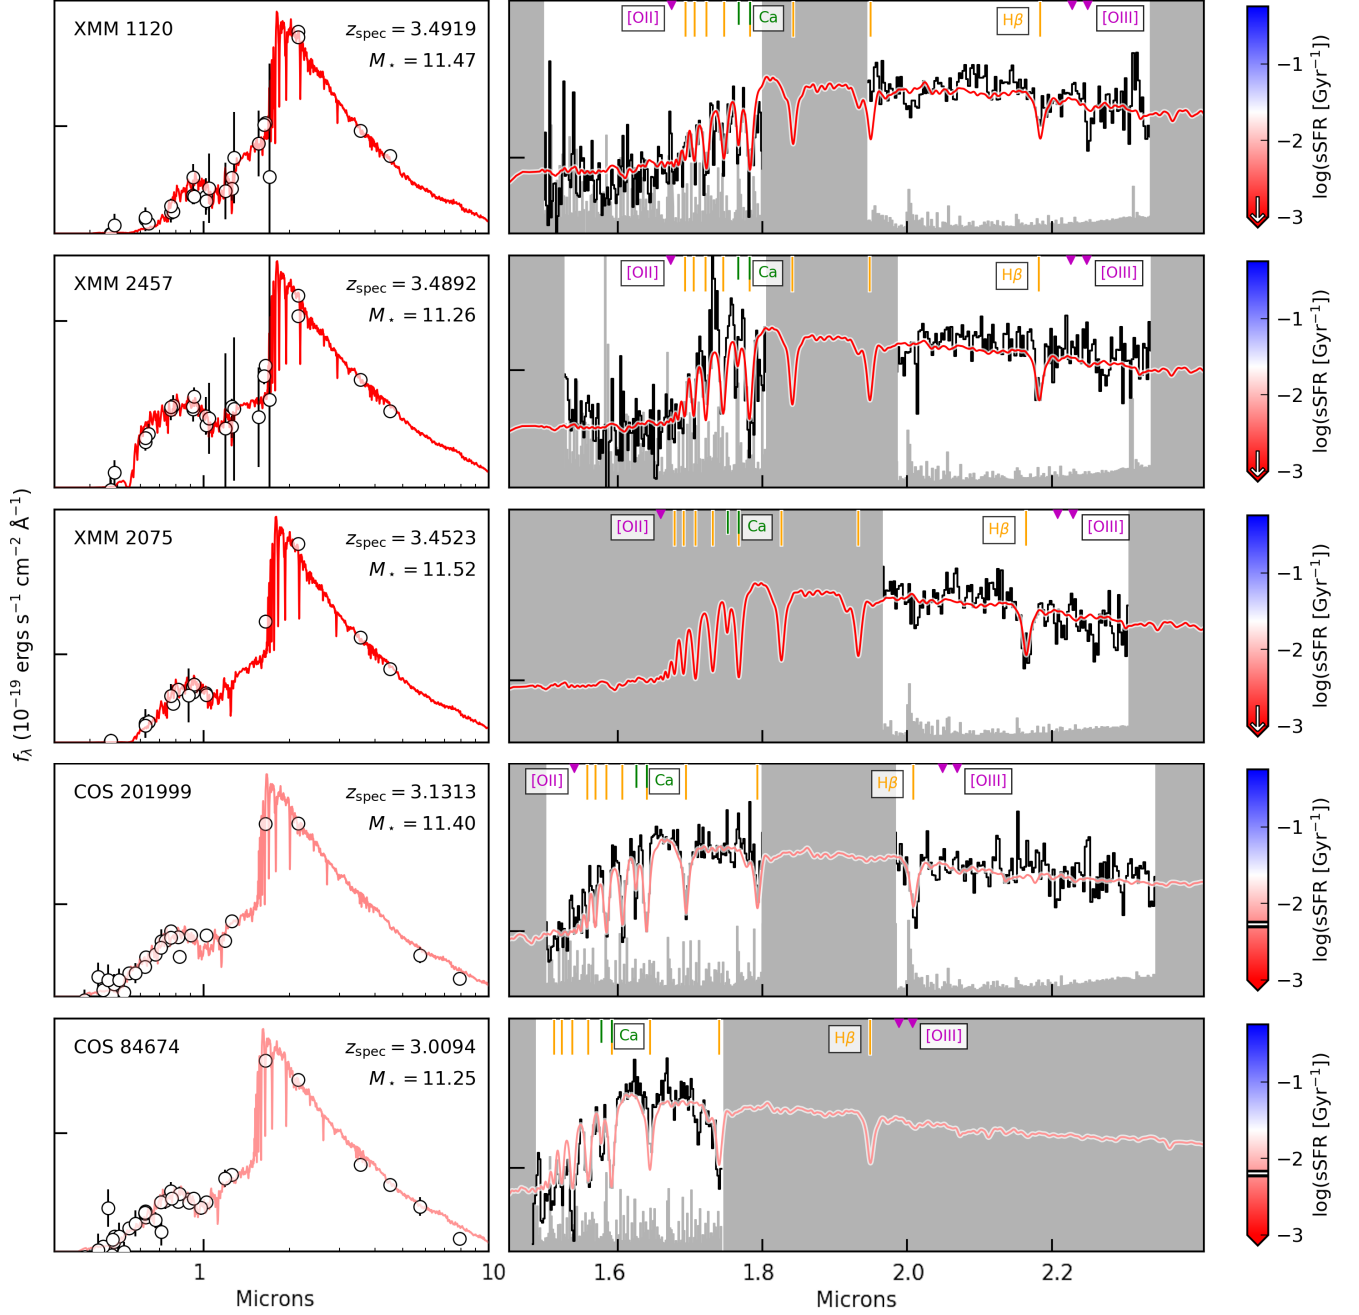 XMM 1120
z_spec = 3.4919
M⋆ = 11.47
[OII]
Ca
Hβ
[OIII]
−1
−2
−3
log(sSFR [Gyr⁻¹])
XMM 2457
z_spec = 3.4892
M⋆ = 11.26
[OII]
Ca
Hβ
[OIII]
−1
−2
−3
log(sSFR [Gyr⁻¹])
XMM 2075
z_spec = 3.4523
M⋆ = 11.52
[OII]
Ca
Hβ
[OIII]
−1
−2
−3
log(sSFR [Gyr⁻¹])
f_λ (10⁻¹⁹ ergs s⁻¹ cm⁻² Å⁻¹)
COS 201999
z_spec = 3.1313
M⋆ = 11.40
[OII]
Ca
Hβ
[OIII]
−1
−2
−3
log(sSFR [Gyr⁻¹])
COS 84674
z_spec = 3.0094
M⋆ = 11.25
Ca
Hβ
[OIII]
−1
−2
−3
log(sSFR [Gyr⁻¹])
1 10
Microns
1.6 1.8 2.0 2.2
Microns